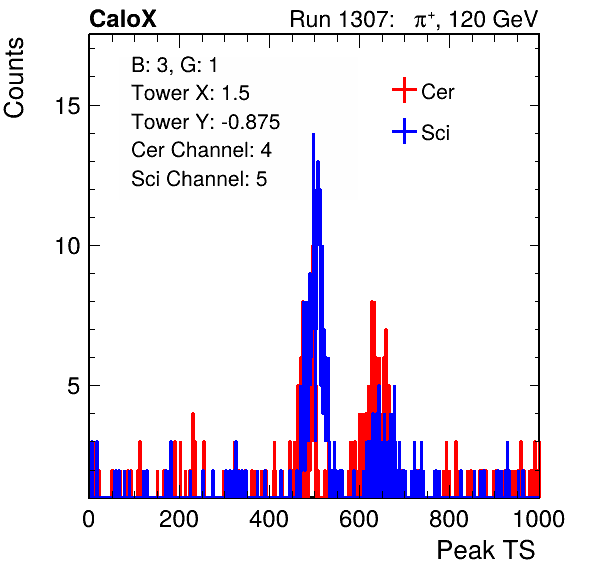 CaloX
Run 1307: π⁺, 120 GeV
Counts
B: 3, G: 1
Tower X: 1.5
Tower Y: -0.875
Cer Channel: 4
Sci Channel: 5
Cer
Sci
15
10
5
0 200 400 600 800 1000
Peak TS